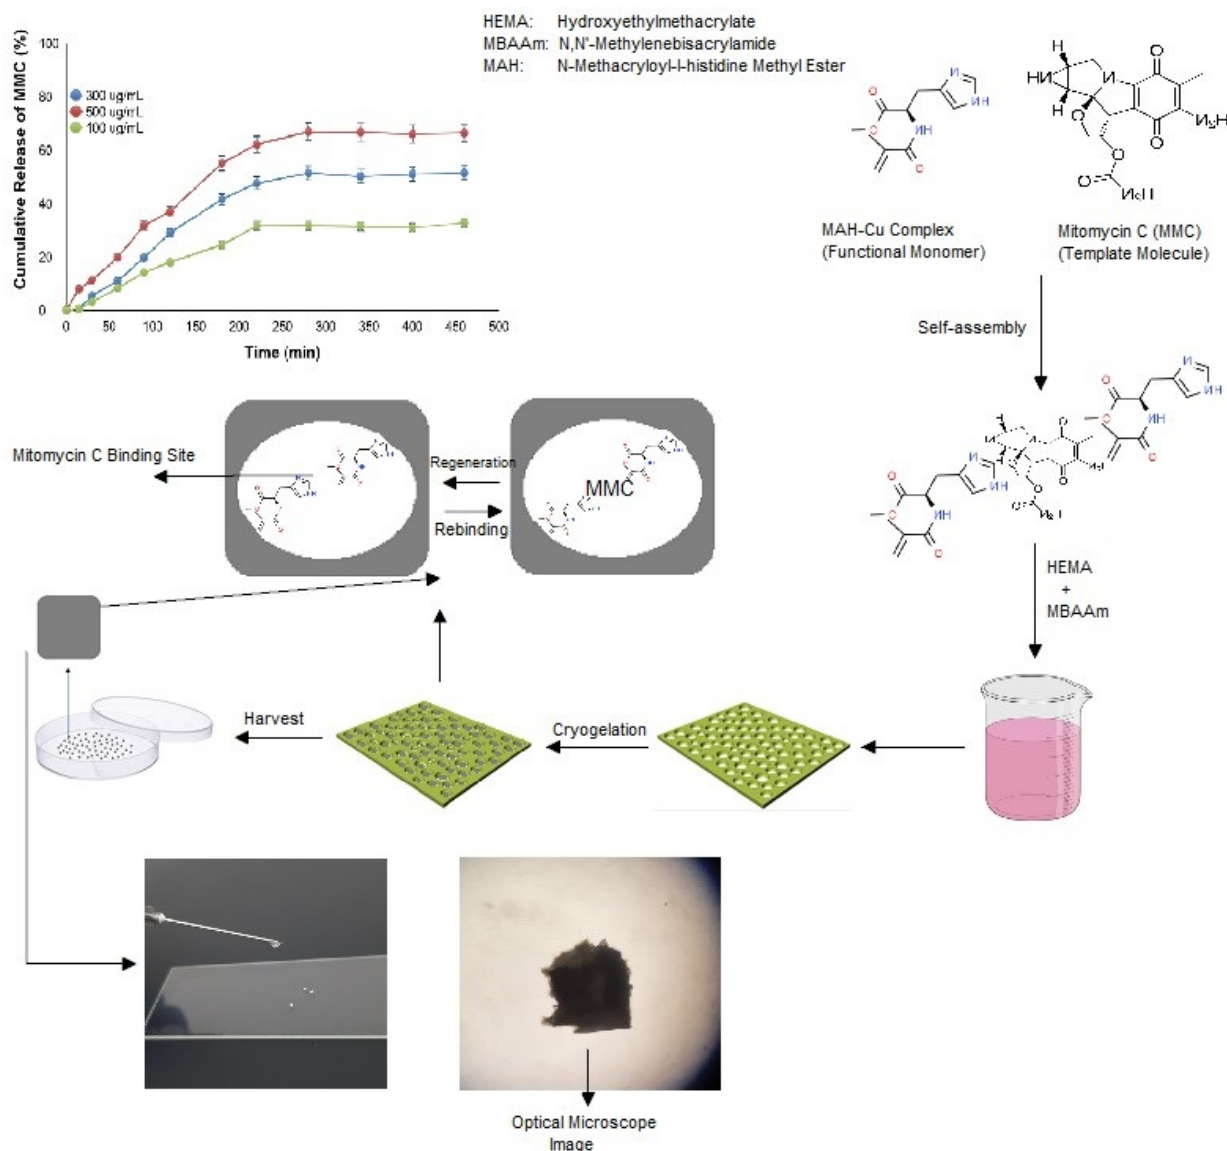 HEMA: Hydroxyethylmethacrylate
MBAAm: N,N'-Methylenebisacrylamide
MAH: N-Methacryloyl-l-histidine Methyl Ester
Cumulative Release of MMC (%)
100
80
60
40
20
0
300 ug/mL
500 ug/mL
100 ug/mL
0 50 100 150 200 250 300 350 400 450 500
Time (min)
MAH-Cu Complex
(Functional Monomer)
Mitomycin C (MMC)
(Template Molecule)
Self-assembly
Mitomycin C Binding Site
Regeneration
Rebinding
MMC
HEMA
+
MBAAm
Harvest
Cryogelation
Optical Microscope
Image